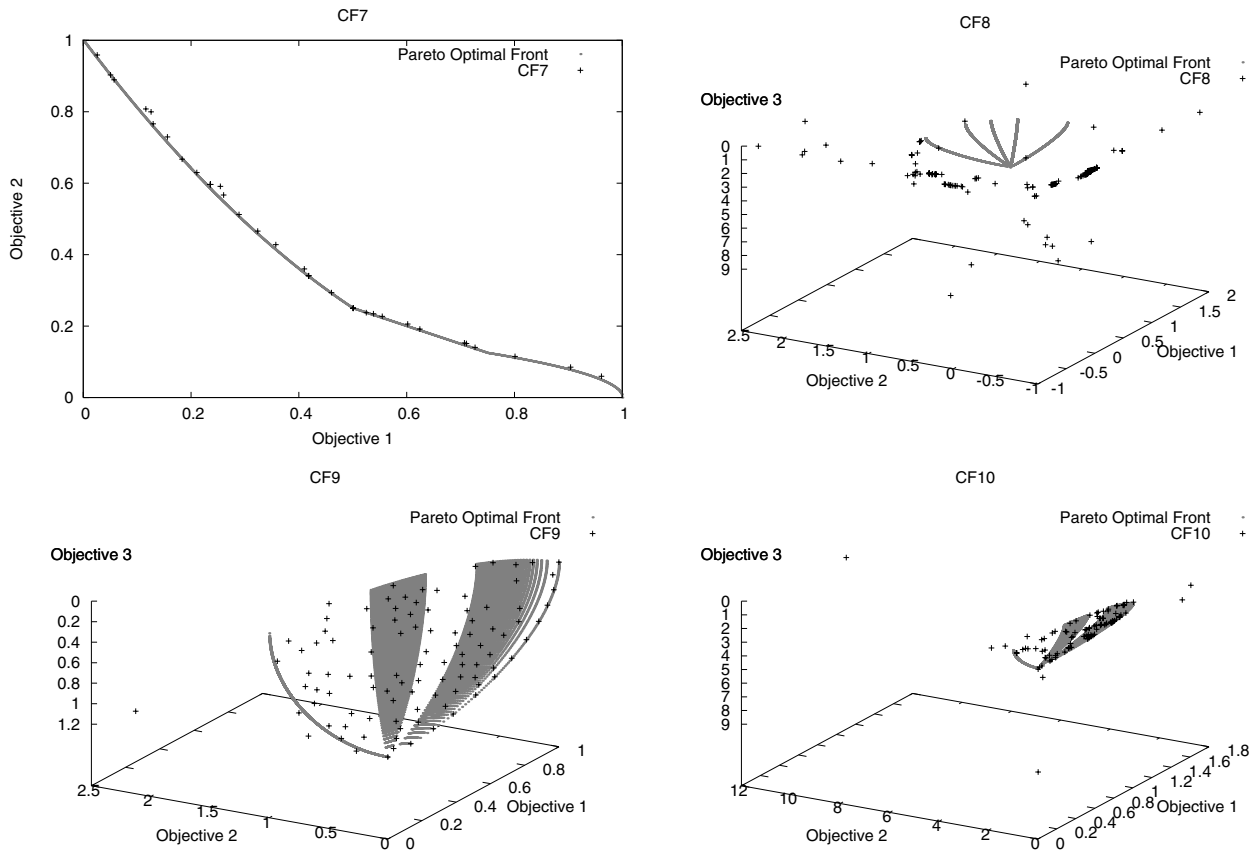 CF7
Pareto Optimal Front
CF7
1
0.8
0.6
0.4
0.2
0
Objective 2
0 0.2 0.4 0.6 0.8 1
Objective 1
CF8
Pareto Optimal Front
CF8
Objective 3
0
1
2
3
4
5
6
7
8
9
2.5 2 1.5 1 0.5 0 -0.5 -1
Objective 2
-1 -0.5 0 0.5 1 1.5 2
Objective 1
CF9
Pareto Optimal Front
CF9
Objective 3
0
0.2
0.4
0.6
0.8
1
1.2
2.5 2 1.5 1 0.5 0
Objective 2
0 0.2 0.4 0.6 0.8 1
Objective 1
CF10
Pareto Optimal Front
CF10
Objective 3
0
1
2
3
4
5
6
7
8
9
12 10 8 6 4 2 0
Objective 2
0 0.2 0.4 0.6 0.8 1 1.2 1.4 1.6 1.8
Objective 1